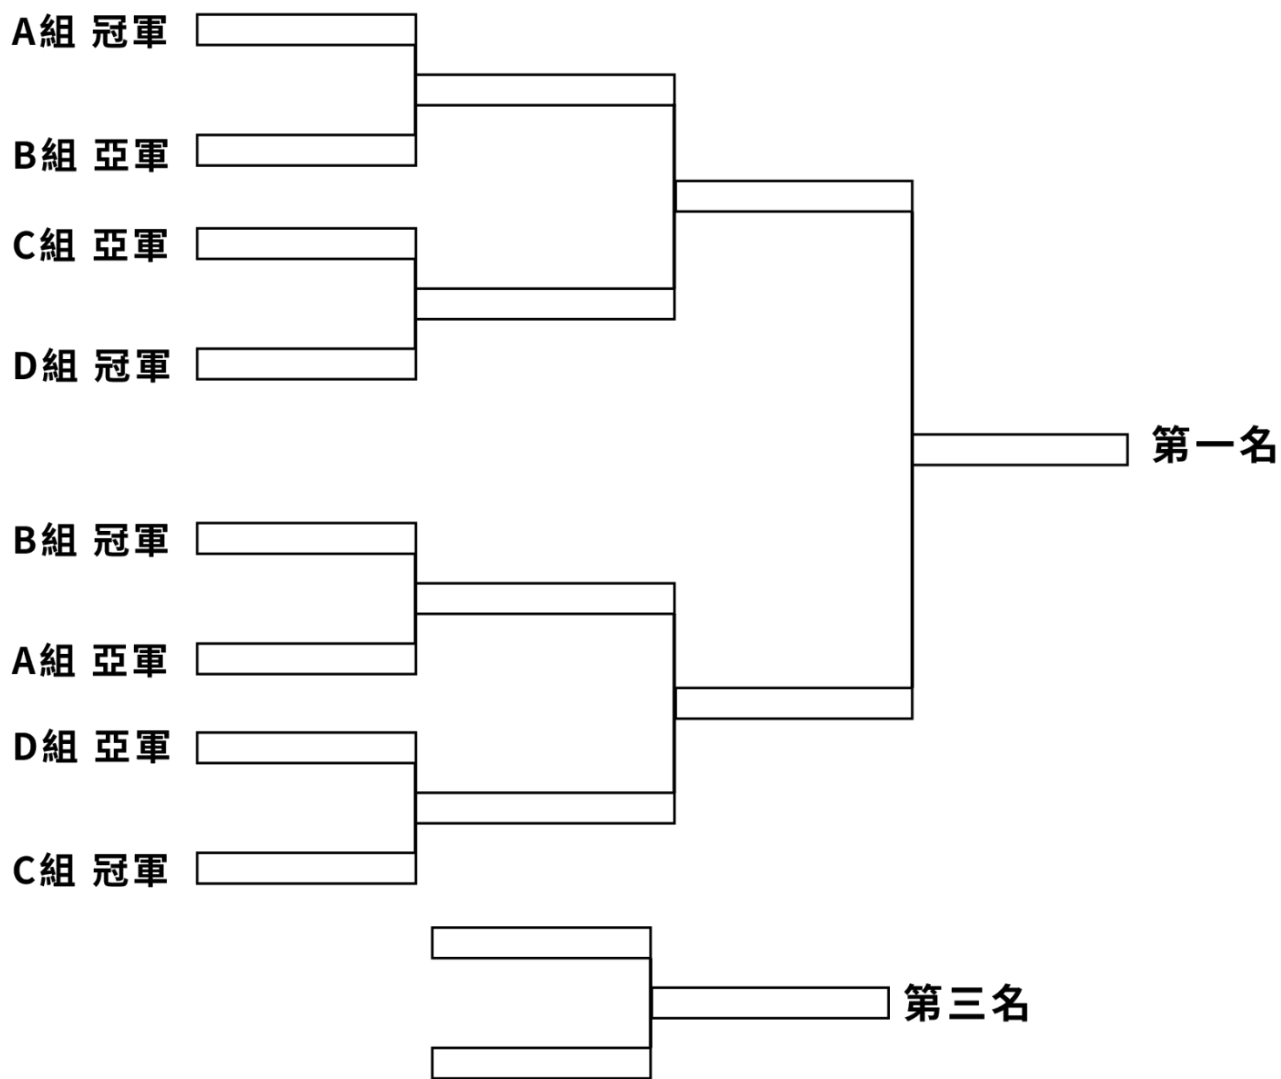 A組 冠軍
B組 亞軍
C組 亞軍
D組 冠軍
第一名
B組 冠軍
A組 亞軍
D組 亞軍
C組 冠軍
第三名